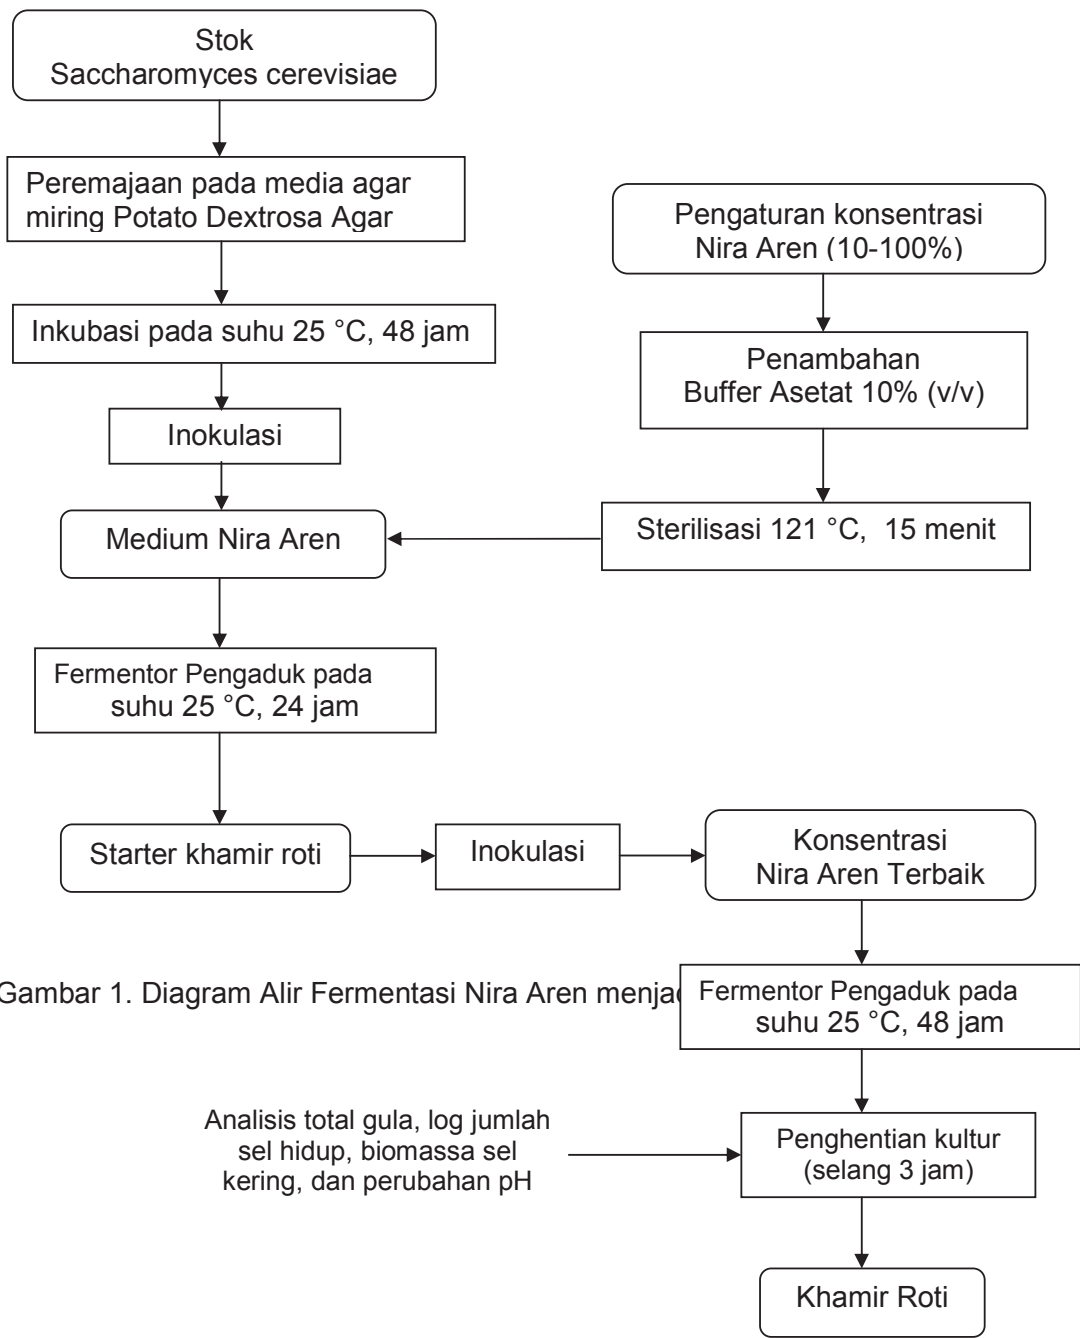 Stok
Saccharomyces cerevisiae
Peremajaan pada media agar
miring Potato Dextrosa Agar
Inkubasi pada suhu 25 °C, 48 jam
Inokulasi
Pengaturan konsentrasi
Nira Aren (10-100%)
Penambahan
Buffer Asetat 10% (v/v)
Sterilisasi 121 °C, 15 menit
Medium Nira Aren
Fermentor Pengaduk pada
suhu 25 °C, 24 jam
Starter khamir roti
Inokulasi
Konsentrasi
Nira Aren Terbaik
Gambar 1. Diagram Alir Fermentasi Nira Aren
Fermentor Pengaduk pada
suhu 25 °C, 48 jam
Analisis total gula, log jumlah
sel hidup, biomassa sel
kering, dan perubahan pH
Penghentian kultur
(selang 3 jam)
Khamir Roti